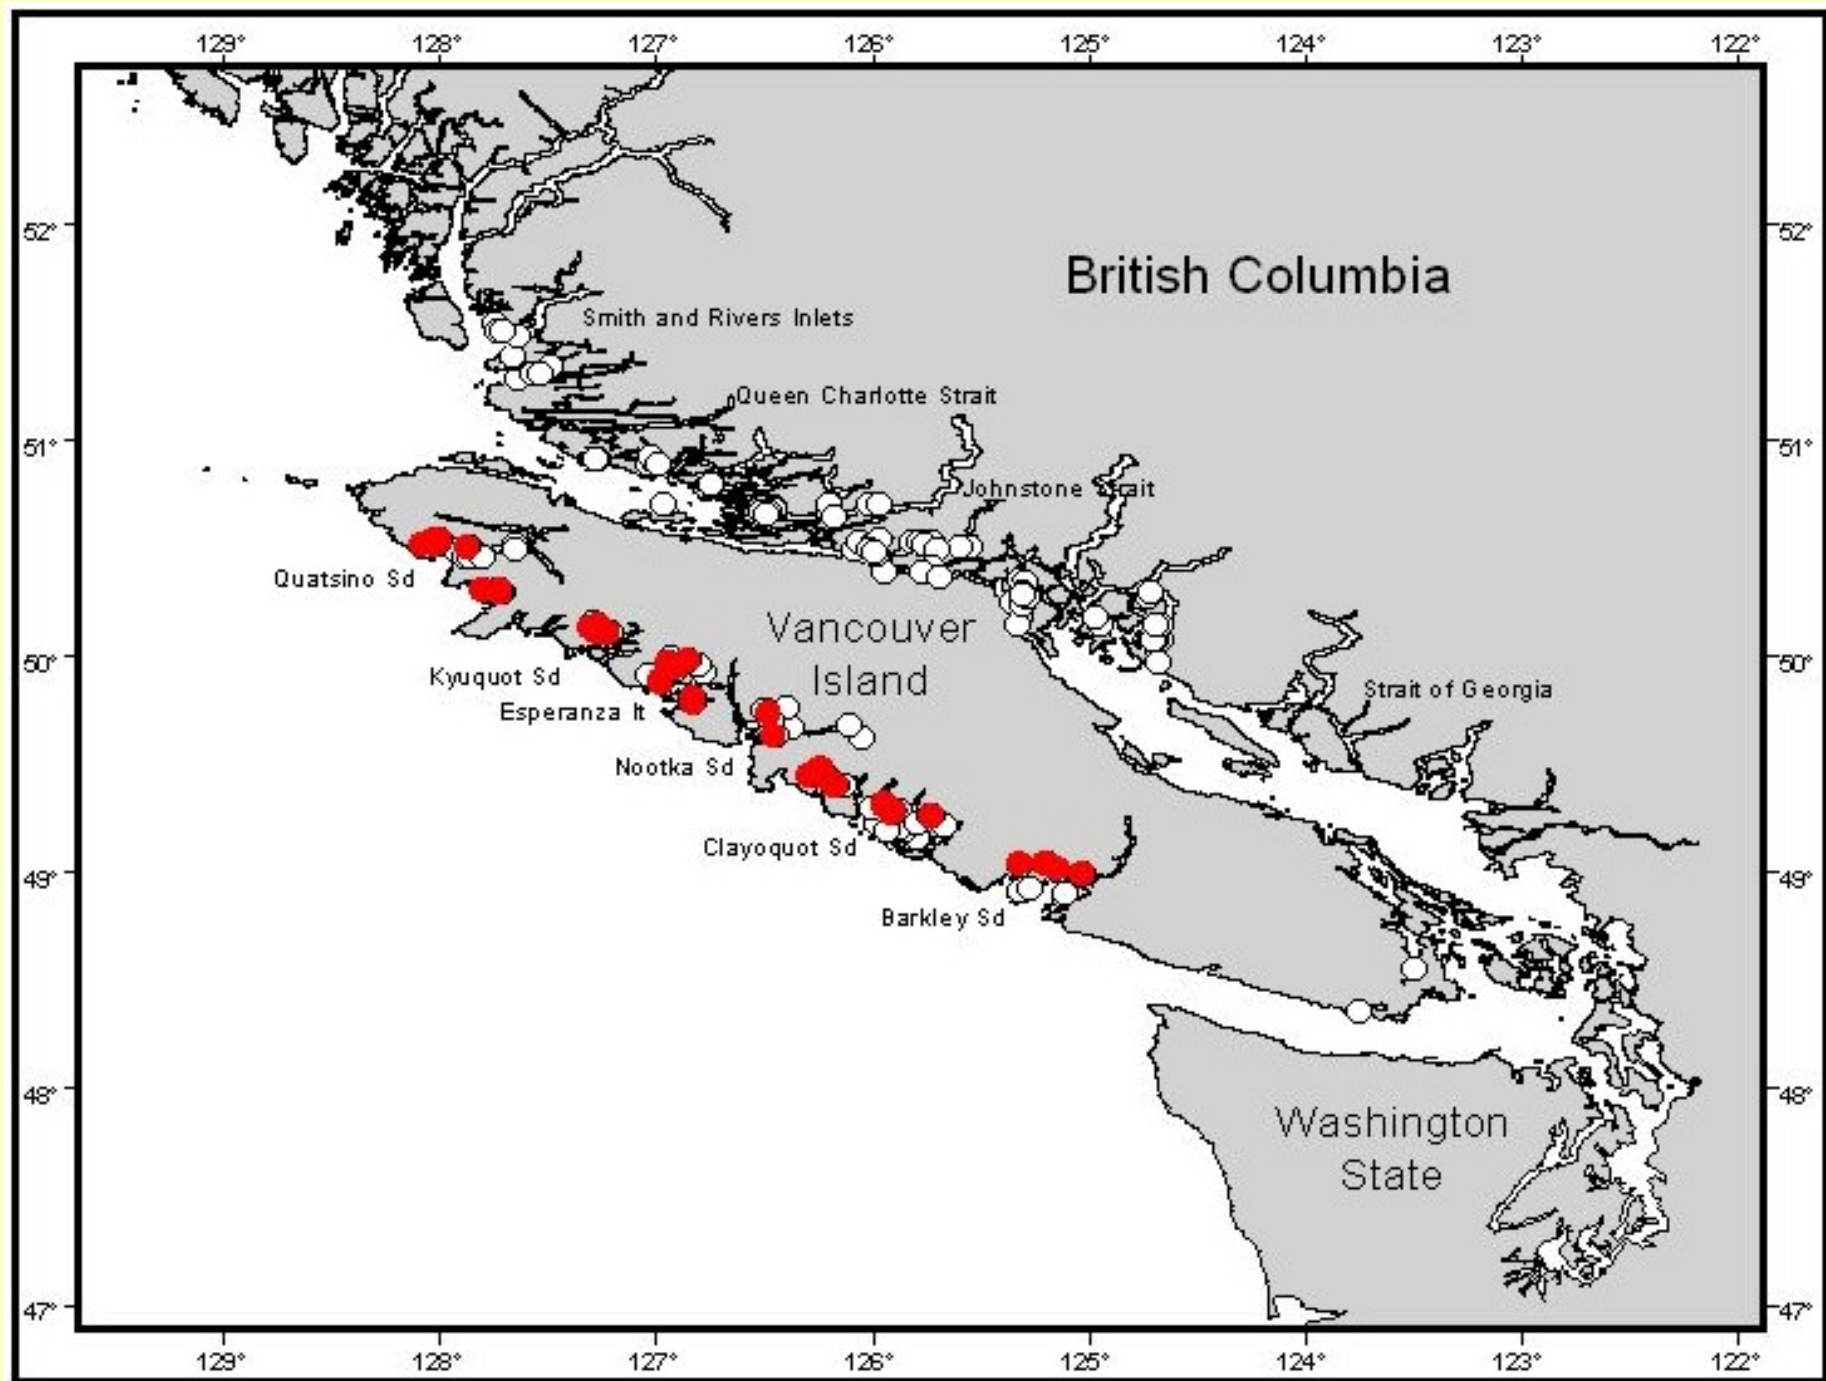 129° 128° 127° 126° 125° 124° 123° 122°
52° 52°
British Columbia
Smith and Rivers Inlets
Queen Charlotte Strait
51° 51°
Johnstone Strait
Quatsino Sd
Vancouver
Island
50° 50°
Kyuquot Sd
Strait of Georgia
Esperanza It
Nootka Sd
Clayoquot Sd
49° 49°
Barkley Sd
48° 48°
Washington
State
47° 47°
129° 128° 127° 126° 125° 124° 123° 122°